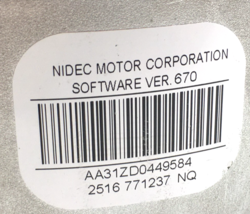 NIDEC MOTOR CORPORATION
SOFTWARE VER. 670
AA31ZD0449584
2516 771237 NQ